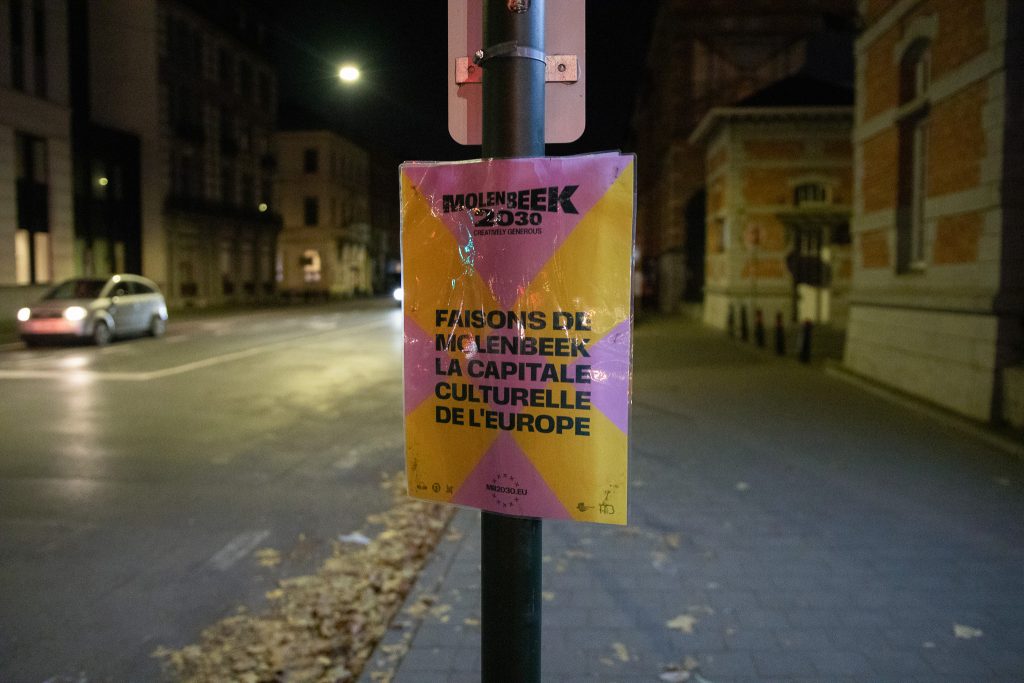 MOLENBEEK
2030
CREATIVELY GENEROUS
FAISONS DE
MOLENBEEK
LA CAPITALE
CULTURELLE
DE L'EUROPE
MB2030.EU